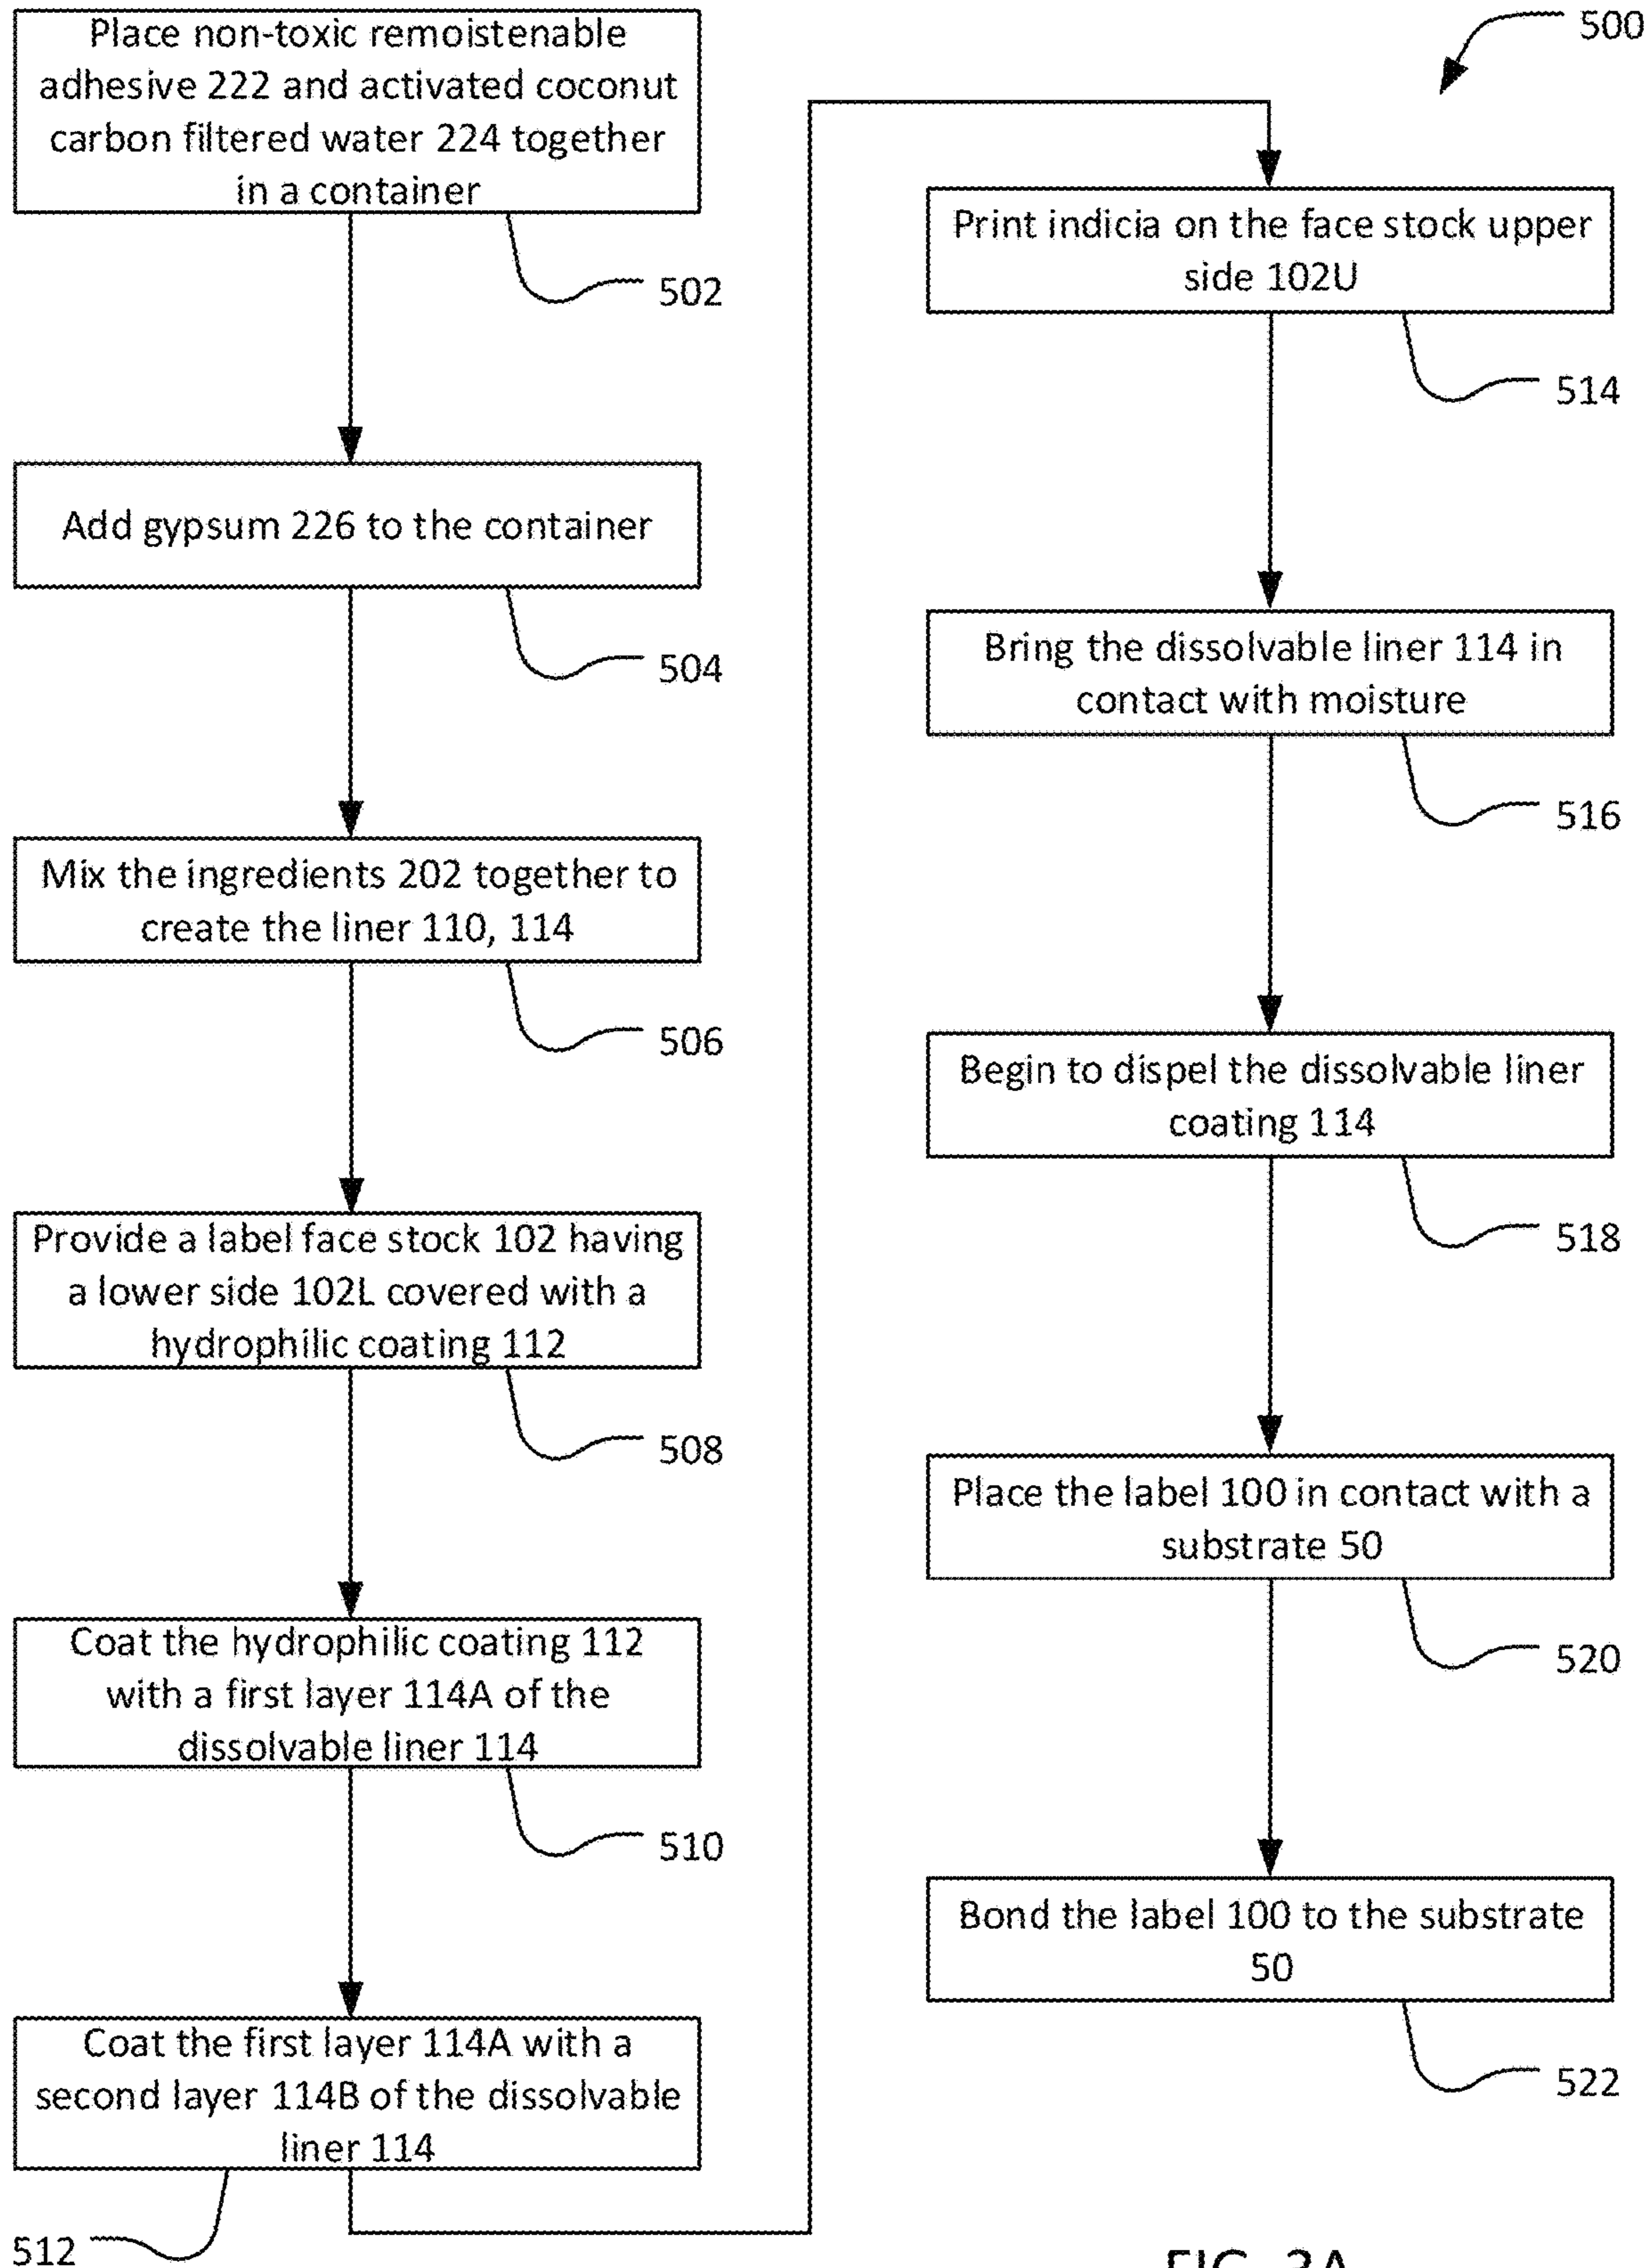 Place non-toxic remoistenable
adhesive 222 and activated coconut
carbon filtered water 224 together
in a container
502
Add gypsum 226 to the container
504
Mix the ingredients 202 together to
create the liner 110, 114
506
Provide a label face stock 102 having
a lower side 102L covered with a
hydrophilic coating 112
508
Coat the hydrophilic coating 112
with a first layer 114A of the
dissolvable liner 114
510
Coat the first layer 114A with a
second layer 114B of the dissolvable
liner 114
512
500
Print indicia on the face stock upper
side 102U
514
Bring the dissolvable liner 114 in
contact with moisture
516
Begin to dispel the dissolvable liner
coating 114
518
Place the label 100 in contact with a
substrate 50
520
Bond the label 100 to the substrate
50
522
FIG. 3A